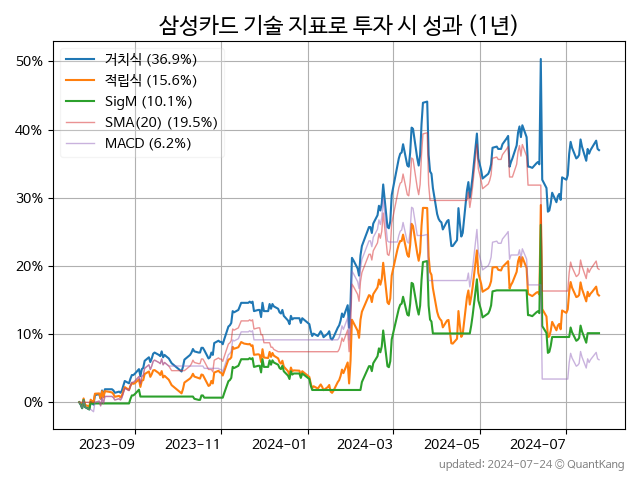 삼성카드 기술 지표로 투자 시 성과 (1년)
거치식 (36.9%)
적립식 (15.6%)
SigM (10.1%)
SMA(20) (19.5%)
MACD (6.2%)
50%
40%
30%
20%
10%
0%
2023-09 2023-11 2024-01 2024-03 2024-05 2024-07
updated: 2024-07-24 © QuantKang